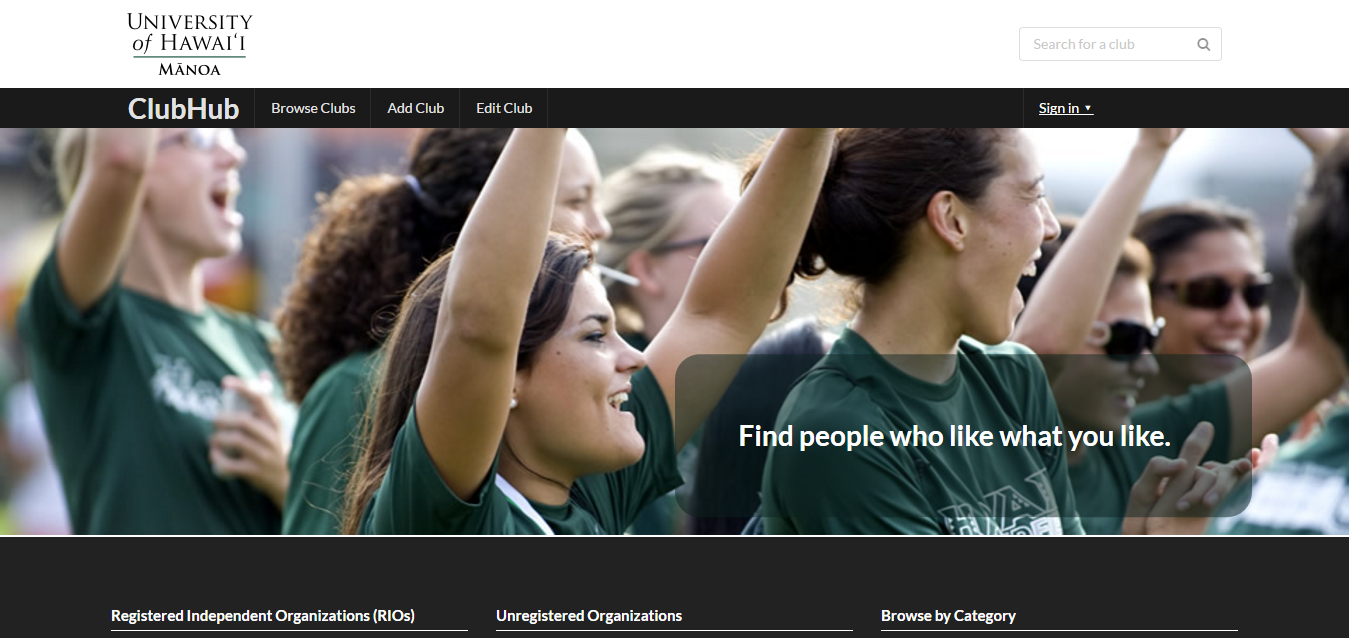 UNIVERSITY
of HAWAIʻI
MĀNOA
Search for a club
ClubHub
Browse Clubs
Add Club
Edit Club
Sign in
Find people who like what you like.
Registered Independent Organizations (RIOs)
Unregistered Organizations
Browse by Category